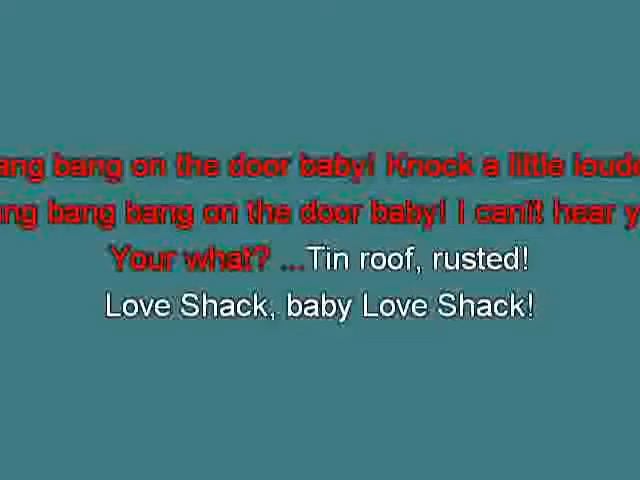 ang bang on the door baby! Knock a little loude
ng bang bang on the door baby! I can't hear y
Your what? ...Tin roof, rusted!
Love Shack, baby Love Shack!